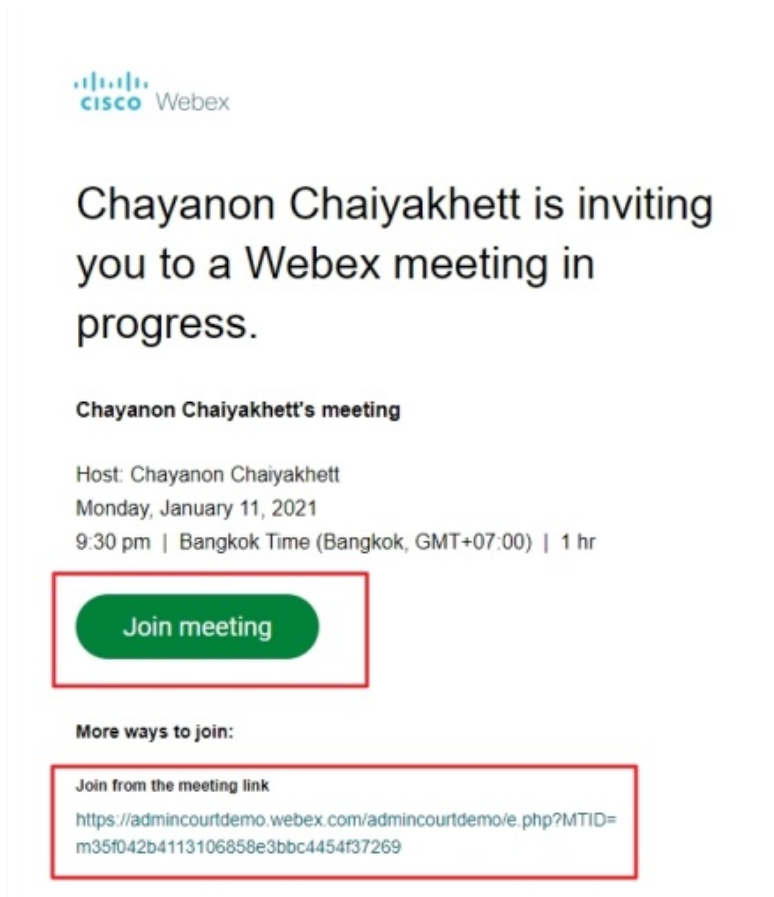 CISCO Webex
Chayanon Chaiyakhett is inviting
you to a Webex meeting in
progress.
Chayanon Chaiyakhett's meeting
Host: Chayanon Chaiyakhett
Monday, January 11, 2021
9:30 pm | Bangkok Time (Bangkok, GMT+07:00) | 1 hr
Join meeting
More ways to join:
Join from the meeting link
https://admincourtdemo.webex.com/admincourtdemo/e.php?MTID=
m35f042b4113106858e3bbc4454f37269